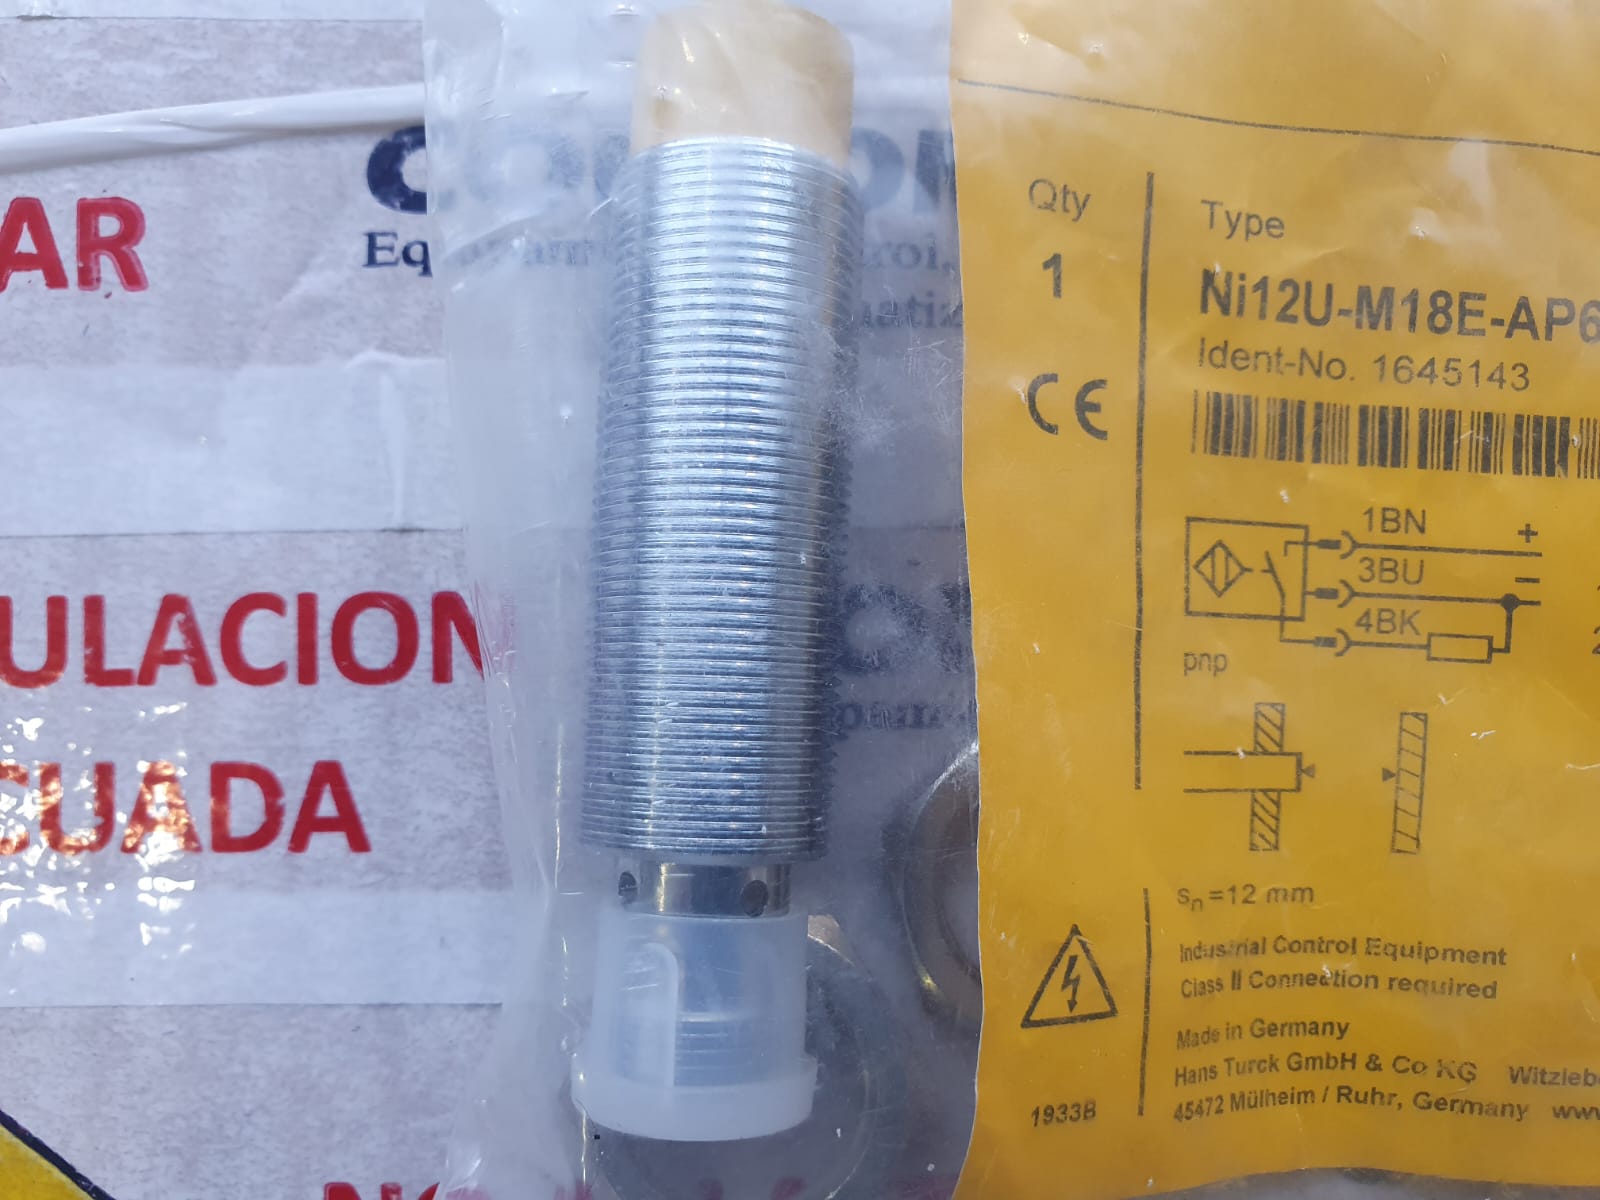 AR
ULACION
CUADA
Qty
1
Type
Ni12U-M18E-AP6
Ident-No. 1645143
CE
1BN
+
3BU
−
4BK
pnp
sn=12 mm
Industrial Control Equipment
Class II Connection required
Made in Germany
Hans Turck GmbH & Co KG Witzleb
45472 Mülheim / Ruhr, Germany www
1933B